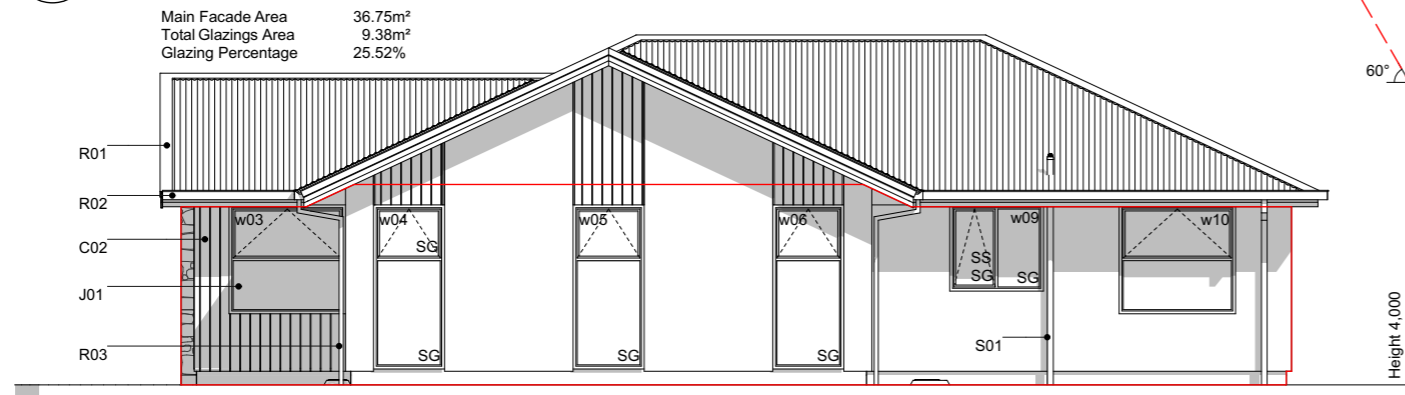 Main Facade Area 36.75m²
Total Glazings Area 9.38m²
Glazing Percentage 25.52%
60°
R01
R02
C02
J01
R03
w03
w04
SG
SG
w05
SG
w06
SG
SS
SG
w09
SG
w10
S01
Height 4,000